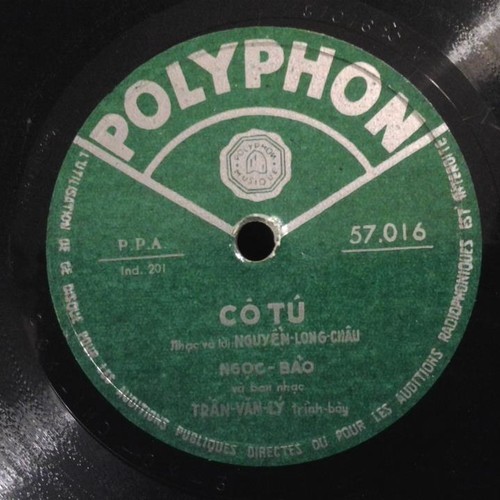 POLYPHON
POLYPHON
MUSIQUE
P.P.A
Ind. 201
57.016
CÔ TÚ
Nhạc và lời NGUYỄN-LONG-CHÂU
NGỌC-BẢO
và ban nhạc
TRẦN-VĂN-LÝ trình-bày
L'UTILISATION DE CE DISQUE POUR LES AUDITIONS PUBLIQUES DIRECTES OU POUR LES AUDITIONS RADIOPHONIQUES EST INTERDITE